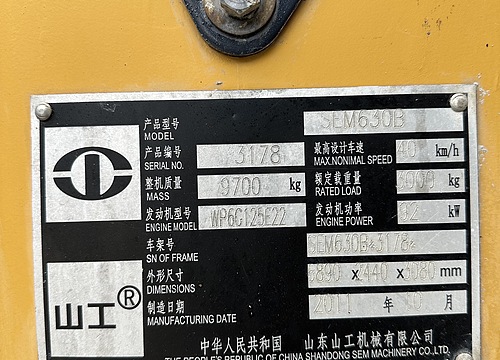 产品型号 SEM630B
MODEL
产品编号 3178 最高设计车速 40 km/h
SERIAL NO. MAX.NONIMAL SPEED
整机质量 9700 kg 额定载重量 kg
MASS RATED LOAD
发动机型号 WP6G125E22 发动机功率 92 kW
ENGINE MODEL ENGINE POWER
车架号 SEM630B*3178*
SN OF FRAME
外形尺寸 x x mm
DIMENSIONS
制造日期 2011 年 月
MANUFACTURING DATE
山工®
中华人民共和国 山东山工机械有限公司
THE PEOPLE'S REPUBLIC OF CHINA SHANDONG SEM MACHINERY CO.,LTD.